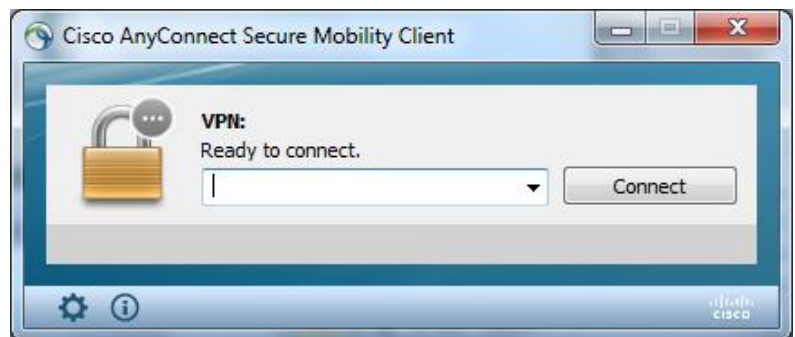 Cisco AnyConnect Secure Mobility Client
VPN:
Ready to connect.
Connect
CISCO